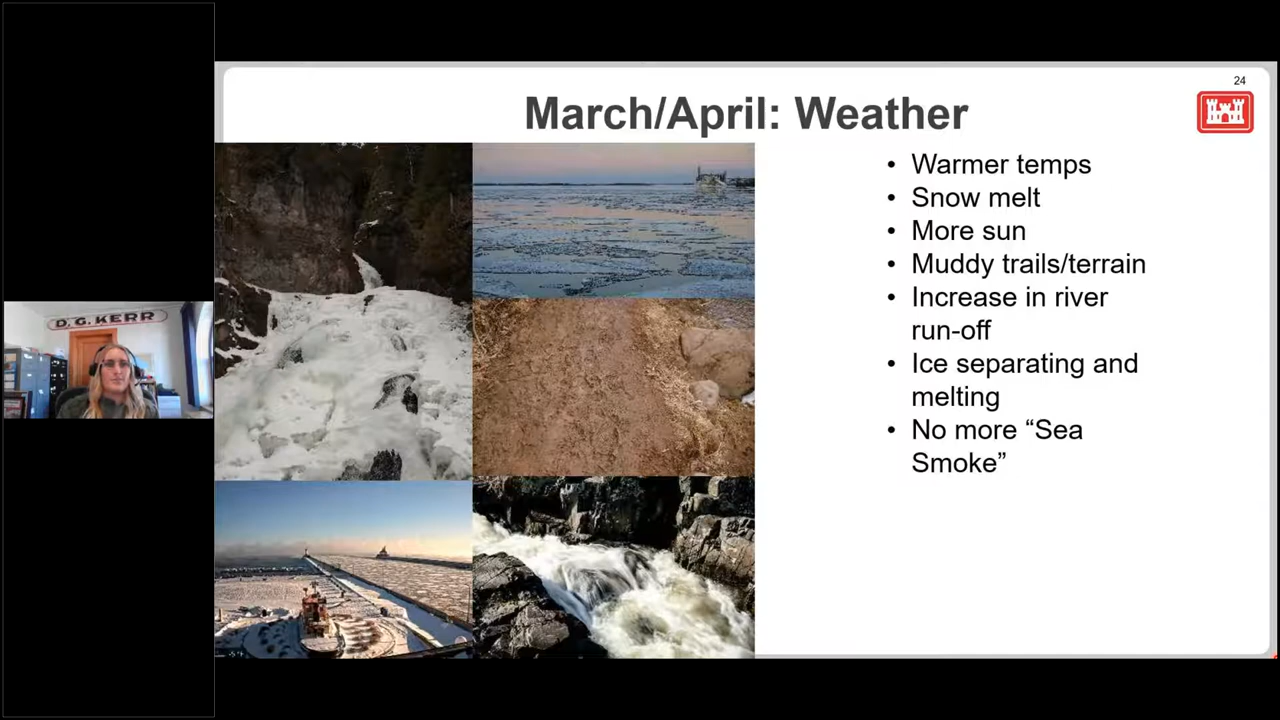 24
March/April: Weather
• Warmer temps
• Snow melt
• More sun
• Muddy trails/terrain
• Increase in river
run-off
• Ice separating and
melting
• No more “Sea
Smoke”
D.G.KERR